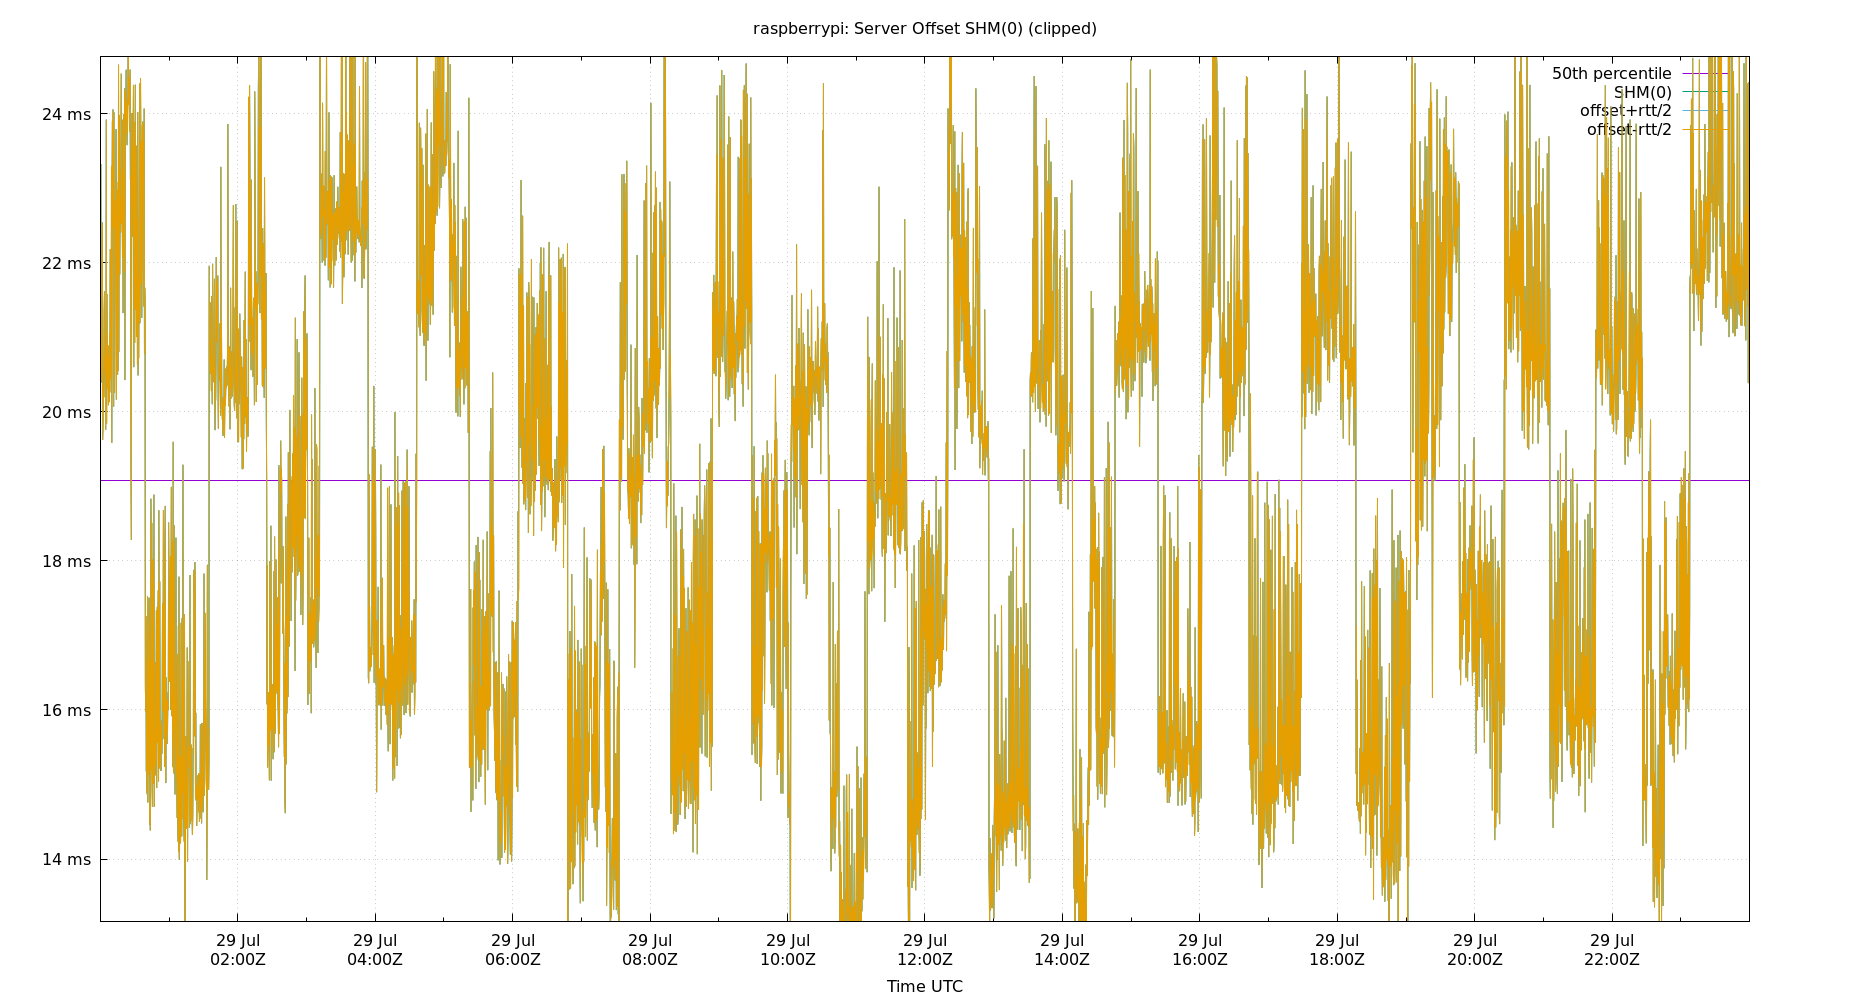 raspberrypi: Server Offset SHM(0) (clipped)
50th percentile
SHM(0)
offset+rtt/2
offset-rtt/2
24 ms
22 ms
20 ms
18 ms
16 ms
14 ms
29 Jul 29 Jul 29 Jul 29 Jul 29 Jul 29 Jul 29 Jul 29 Jul 29 Jul 29 Jul 29 Jul
02:00Z 04:00Z 06:00Z 08:00Z 10:00Z 12:00Z 14:00Z 16:00Z 18:00Z 20:00Z 22:00Z
Time UTC